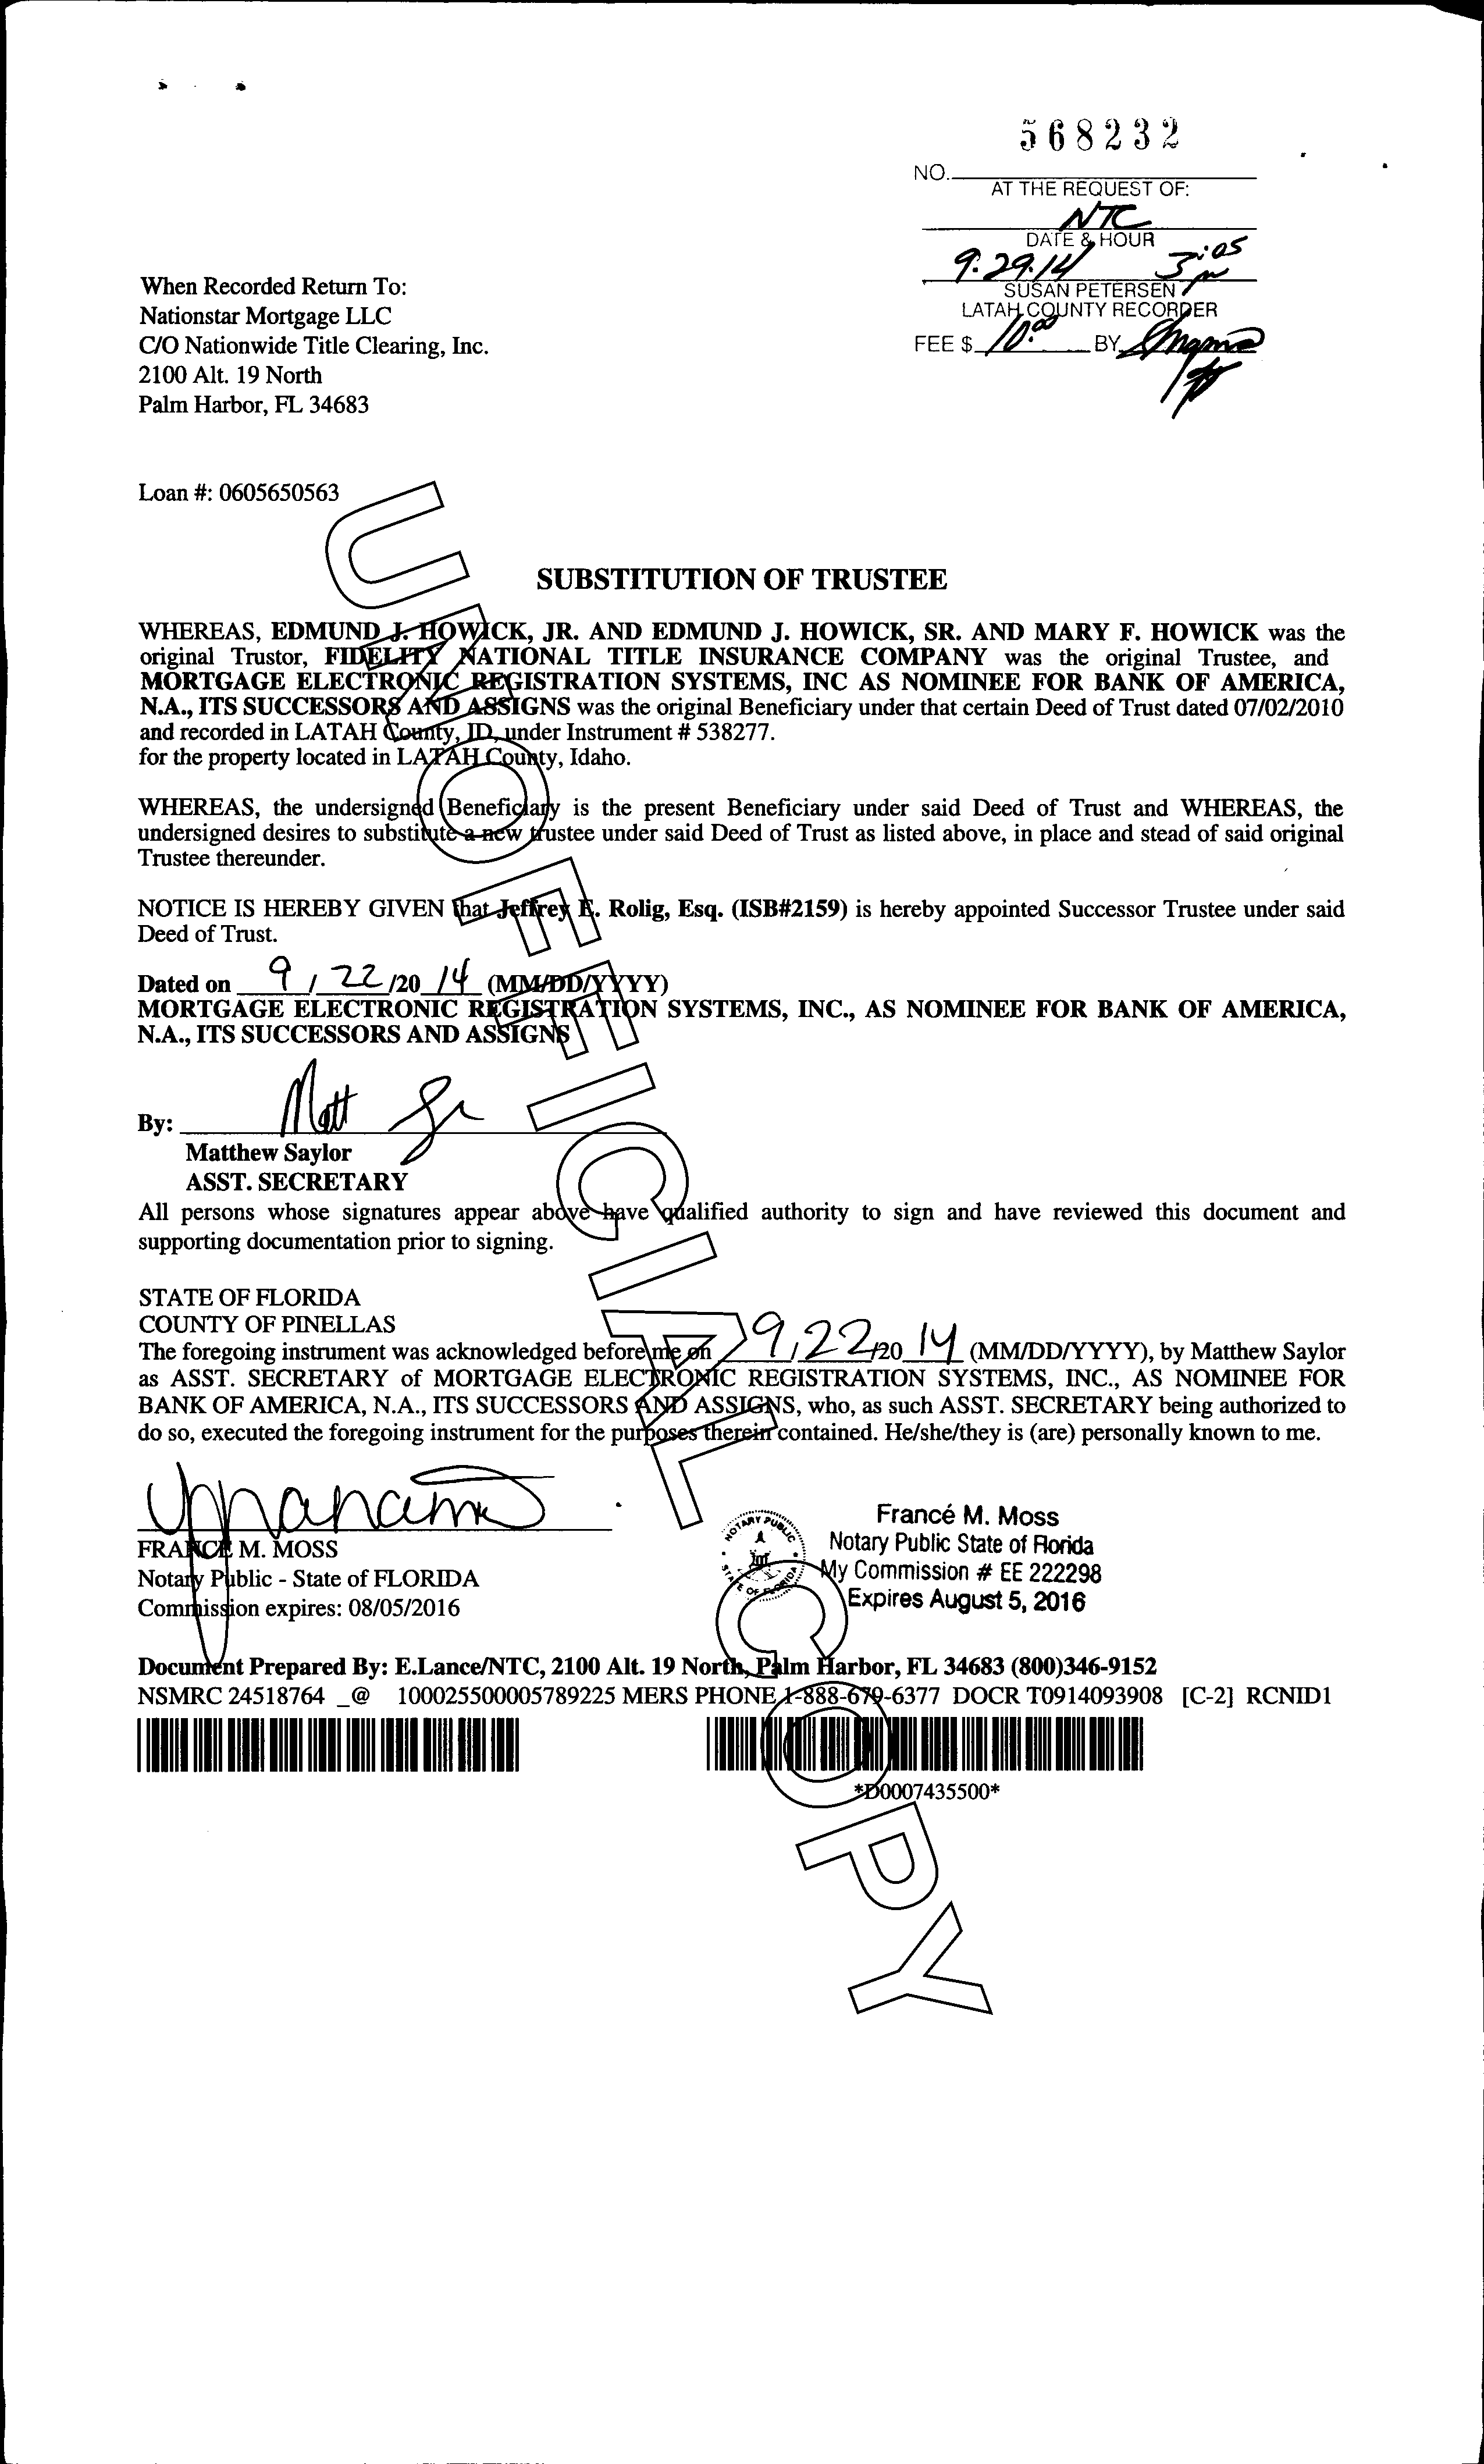 568232
NO.
AT THE REQUEST OF:
NTC
DATE & HOUR
9.29.14 3:05
SUSAN PETERSEN
LATAH COUNTY RECORDER
FEE $ 10.00 BY
When Recorded Return To:
Nationstar Mortgage LLC
C/O Nationwide Title Clearing, Inc.
2100 Alt. 19 North
Palm Harbor, FL 34683
Loan #: 0605650563
SUBSTITUTION OF TRUSTEE
WHEREAS, EDMUND J. HOWICK, JR. AND EDMUND J. HOWICK, SR. AND MARY F. HOWICK was the
original Trustor, FIDELITY NATIONAL TITLE INSURANCE COMPANY was the original Trustee, and
MORTGAGE ELECTRONIC REGISTRATION SYSTEMS, INC AS NOMINEE FOR BANK OF AMERICA,
N.A., ITS SUCCESSORS AND ASSIGNS was the original Beneficiary under that certain Deed of Trust dated 07/02/2010
and recorded in LATAH County, ID, under Instrument # 538277.
for the property located in LATAH County, Idaho.
WHEREAS, the undersigned Beneficiary is the present Beneficiary under said Deed of Trust and WHEREAS, the
undersigned desires to substitute a new trustee under said Deed of Trust as listed above, in place and stead of said original
Trustee thereunder.
NOTICE IS HEREBY GIVEN that Jeffrey E. Rolig, Esq. (ISB#2159) is hereby appointed Successor Trustee under said
Deed of Trust.
Dated on 9 / 22 /20 14 (MM/DD/YYYY)
MORTGAGE ELECTRONIC REGISTRATION SYSTEMS, INC., AS NOMINEE FOR BANK OF AMERICA,
N.A., ITS SUCCESSORS AND ASSIGNS
By: Matt
Matthew Saylor
ASST. SECRETARY
All persons whose signatures appear above have qualified authority to sign and have reviewed this document and
supporting documentation prior to signing.
STATE OF FLORIDA
COUNTY OF PINELLAS
The foregoing instrument was acknowledged before me on 9 / 22 /20 14 (MM/DD/YYYY), by Matthew Saylor
as ASST. SECRETARY of MORTGAGE ELECTRONIC REGISTRATION SYSTEMS, INC., AS NOMINEE FOR
BANK OF AMERICA, N.A., ITS SUCCESSORS AND ASSIGNS, who, as such ASST. SECRETARY being authorized to
do so, executed the foregoing instrument for the purposes therein contained. He/she/they is (are) personally known to me.
FRANCE M. MOSS
Notary Public - State of FLORIDA
Commission expires: 08/05/2016
NOTARY PUBLIC
STATE OF FLORIDA
Francé M. Moss
Notary Public State of Florida
My Commission # EE 222298
Expires August 5, 2016
Document Prepared By: E.Lance/NTC, 2100 Alt. 19 North, Palm Harbor, FL 34683 (800)346-9152
NSMRC 24518764 _@ 100025500005789225 MERS PHONE 1-888-679-6377 DOCR T0914093908 [C-2] RCNID1
*D0007435500*
UNOFFICIAL COPY